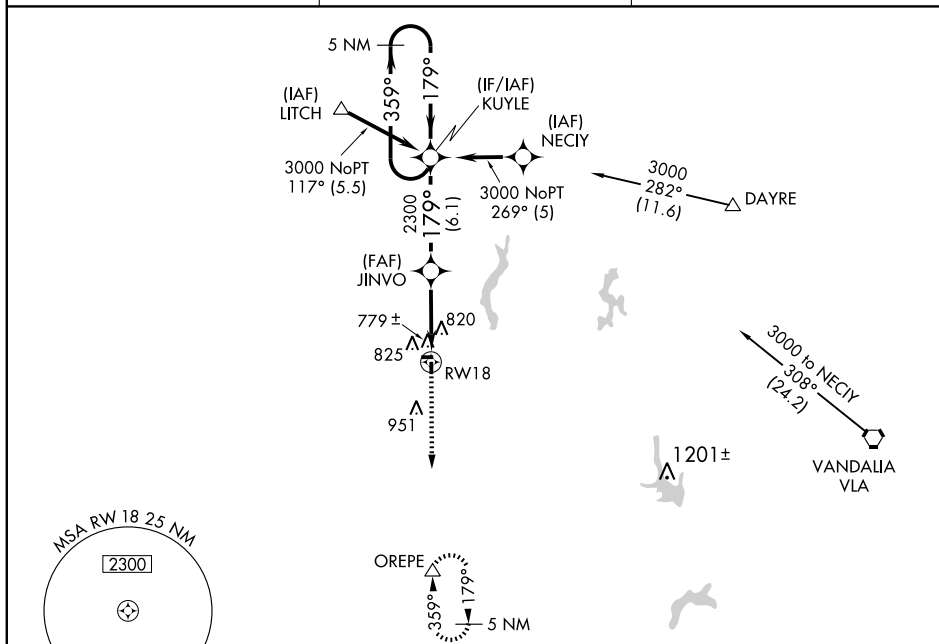 5 NM
359°
179°
(IAF)
LITCH
3000 NoPT
117° (5.5)
(IF/IAF)
KUYLE
(IAF)
NECIY
3000 NoPT
269° (5)
3000
282°
(11.6)
DAYRE
2300
179°
(6.1)
(FAF)
JINVO
779 ±
820
825
RW18
951
3000 to NECIY
308°
(24.2)
VANDALIA
VLA
1201±
MSA RW 18 25 NM
2300
OREPE
359°
179°
5 NM